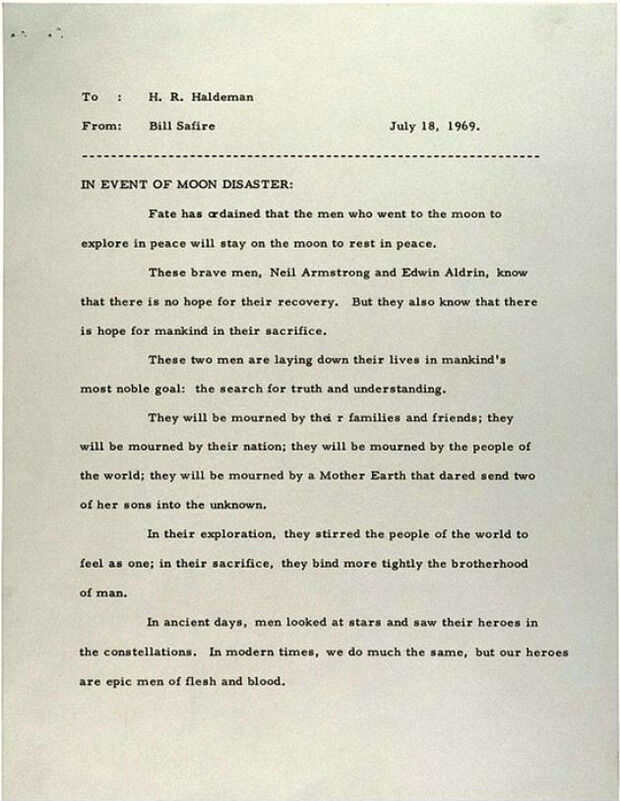 To : H. R. Haldeman
From: Bill Safire July 18, 1969.
IN EVENT OF MOON DISASTER:
Fate has ordained that the men who went to the moon to
explore in peace will stay on the moon to rest in peace.
These brave men, Neil Armstrong and Edwin Aldrin, know
that there is no hope for their recovery. But they also know that there
is hope for mankind in their sacrifice.
These two men are laying down their lives in mankind's
most noble goal: the search for truth and understanding.
They will be mourned by thei r families and friends; they
will be mourned by their nation; they will be mourned by the people of
the world; they will be mourned by a Mother Earth that dared send two
of her sons into the unknown.
In their exploration, they stirred the people of the world to
feel as one; in their sacrifice, they bind more tightly the brotherhood
of man.
In ancient days, men looked at stars and saw their heroes in
the constellations. In modern times, we do much the same, but our heroes
are epic men of flesh and blood.